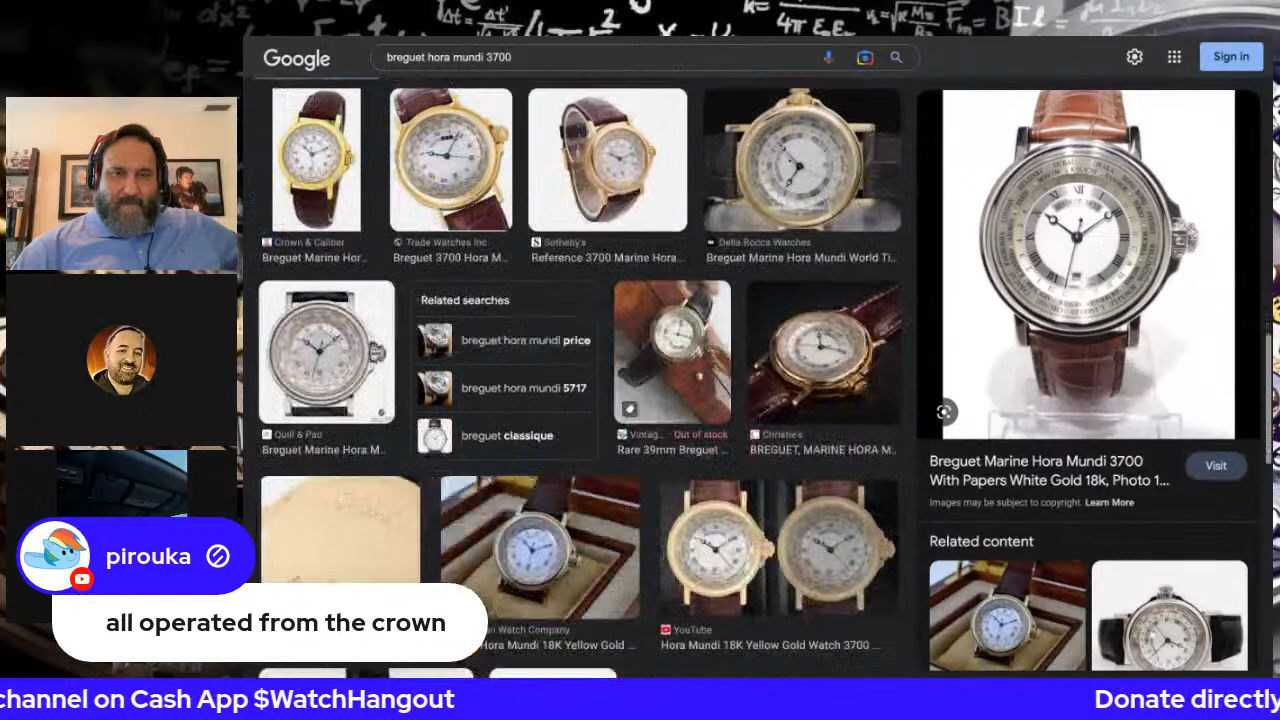 Google
breguet hora mundi 3700
Sign in
Crown & Caliber
Breguet Marine Hor...
Trade Watches Inc.
Breguet 3700 Hora M...
Sotheby's
Reference 3700 Marine Hora...
Della Rocca Watches
Breguet Marine Hora Mundi World Ti...
Related searches
breguet hora mundi price
breguet hora mundi 5717
breguet classique
Quill & Pad
Breguet Marine Hora M...
Vintag... Out of stock
Rare 39mm Breguet ...
Christie's
BREGUET, MARINE HORA M...
Breguet Marine Hora Mundi 3700
With Papers White Gold 18k, Photo 1...
Visit
Images may be subject to copyright. Learn More
Related content
pirouka
all operated from the crown
Watch Company
Hora Mundi 18K Yellow Gold ...
YouTube
Hora Mundi 18K Yellow Gold Watch 3700 ...
channel on Cash App $WatchHangout
Donate directly